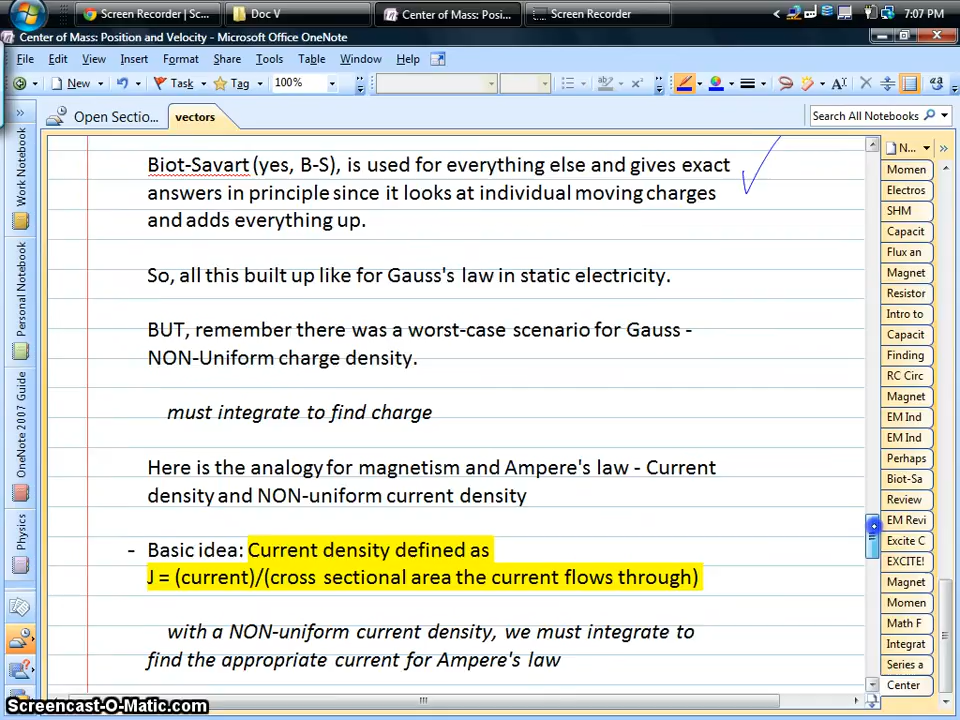 Screen Recorder | Sc...
Doc V
Center of Mass: Posi...
Screen Recorder
7:07 PM
Center of Mass: Position and Velocity - Microsoft Office OneNote
File Edit View Insert Format Share Tools Table Window Help
New Task Tag 100%
Open Sectio... vectors Search All Notebooks
Biot-Savart (yes, B-S), is used for everything else and gives exact
answers in principle since it looks at individual moving charges
and adds everything up.
So, all this built up like for Gauss's law in static electricity.
BUT, remember there was a worst-case scenario for Gauss -
NON-Uniform charge density.
must integrate to find charge
Here is the analogy for magnetism and Ampere's law - Current
density and NON-uniform current density
- Basic idea: Current density defined as
J = (current)/(cross sectional area the current flows through)
with a NON-uniform current density, we must integrate to
find the appropriate current for Ampere's law
Work Notebook
Personal Notebook
OneNote 2007 Guide
Physics
N...
Momen
Electros
SHM
Capacit
Flux an
Magnet
Resistor
Intro to
Capacit
Finding
RC Circ
Magnet
EM Ind
EM Ind
Perhaps
Biot-Sa
Review
EM Revi
Excite C
EXCITE!
Magnet
Momen
Math F
Integrat
Series a
Center
Screencast-O-Matic.com